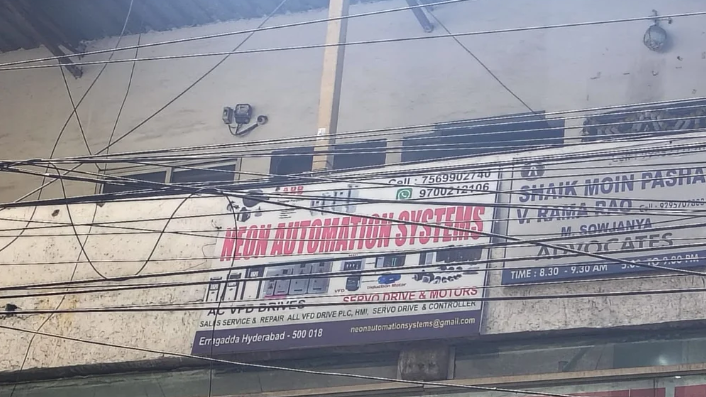 Cell : 7569902740
9700212106
NEON AUTOMATION SYSTEMS
AC VFD DRIVES
SERVO DRIVE & MOTORS
SALES SERVICE & REPAIR ALL VFD DRIVE PLC, HMI, SERVO DRIVE & CONTROLLER
Erragadda Hyderabad - 500 018
neonautomationsystems@gmail.com
SHAIK MOIN PASHA
V. RAMA RAO
M. SOWJANYA
ADVOCATES
TIME : 8.30 - 9.30 AM